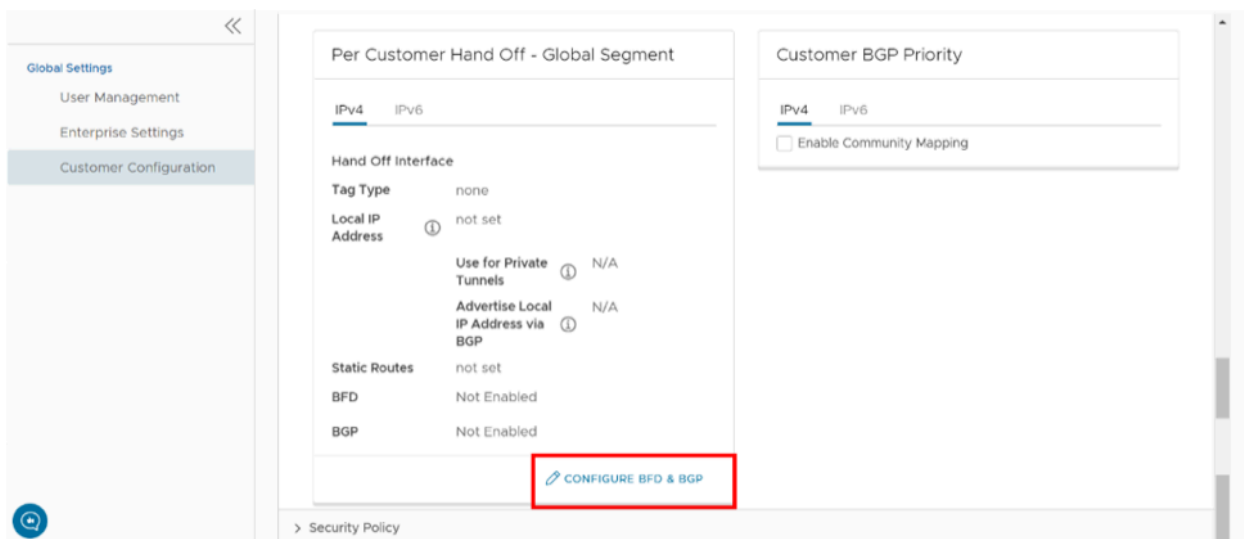 Global Settings
User Management
Enterprise Settings
Customer Configuration
Per Customer Hand Off - Global Segment
IPv4 IPv6
Hand Off Interface
Tag Type none
Local IP
Address
not set
Use for Private
Tunnels
N/A
Advertise Local
IP Address via
BGP
N/A
Static Routes not set
BFD Not Enabled
BGP Not Enabled
CONFIGURE BFD & BGP
Customer BGP Priority
IPv4 IPv6
Enable Community Mapping
Security Policy